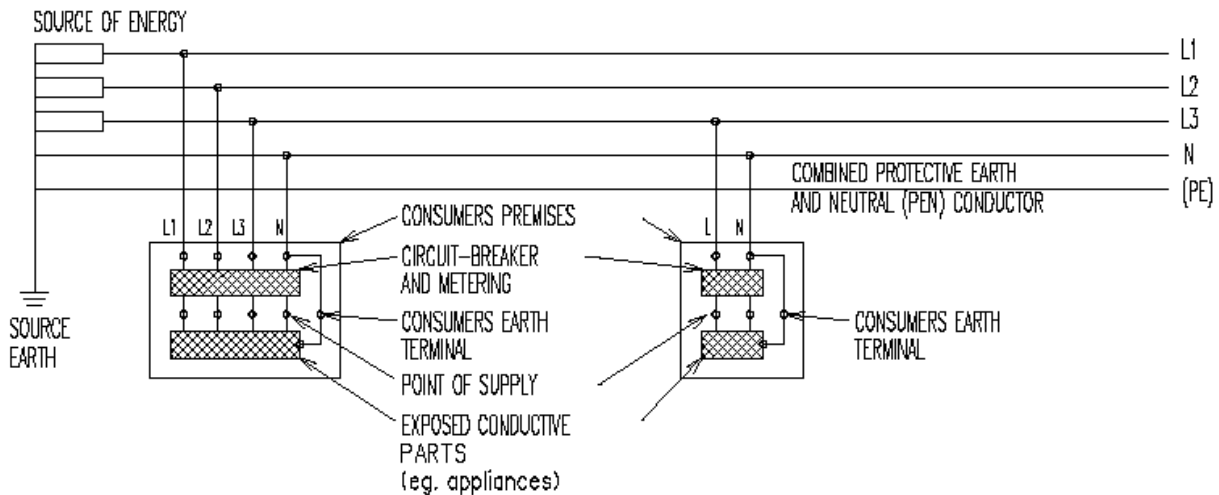 SOURCE OF ENERGY
L1
L2
L3
N
COMBINED PROTECTIVE EARTH
AND NEUTRAL (PEN) CONDUCTOR
(PE)
L1 L2 L3 N
CONSUMERS PREMISES
L N
CIRCUIT-BREAKER
AND METERING
SOURCE
EARTH
CONSUMERS EARTH
TERMINAL
CONSUMERS EARTH
TERMINAL
POINT OF SUPPLY
EXPOSED CONDUCTIVE
PARTS
(eg. appliances)